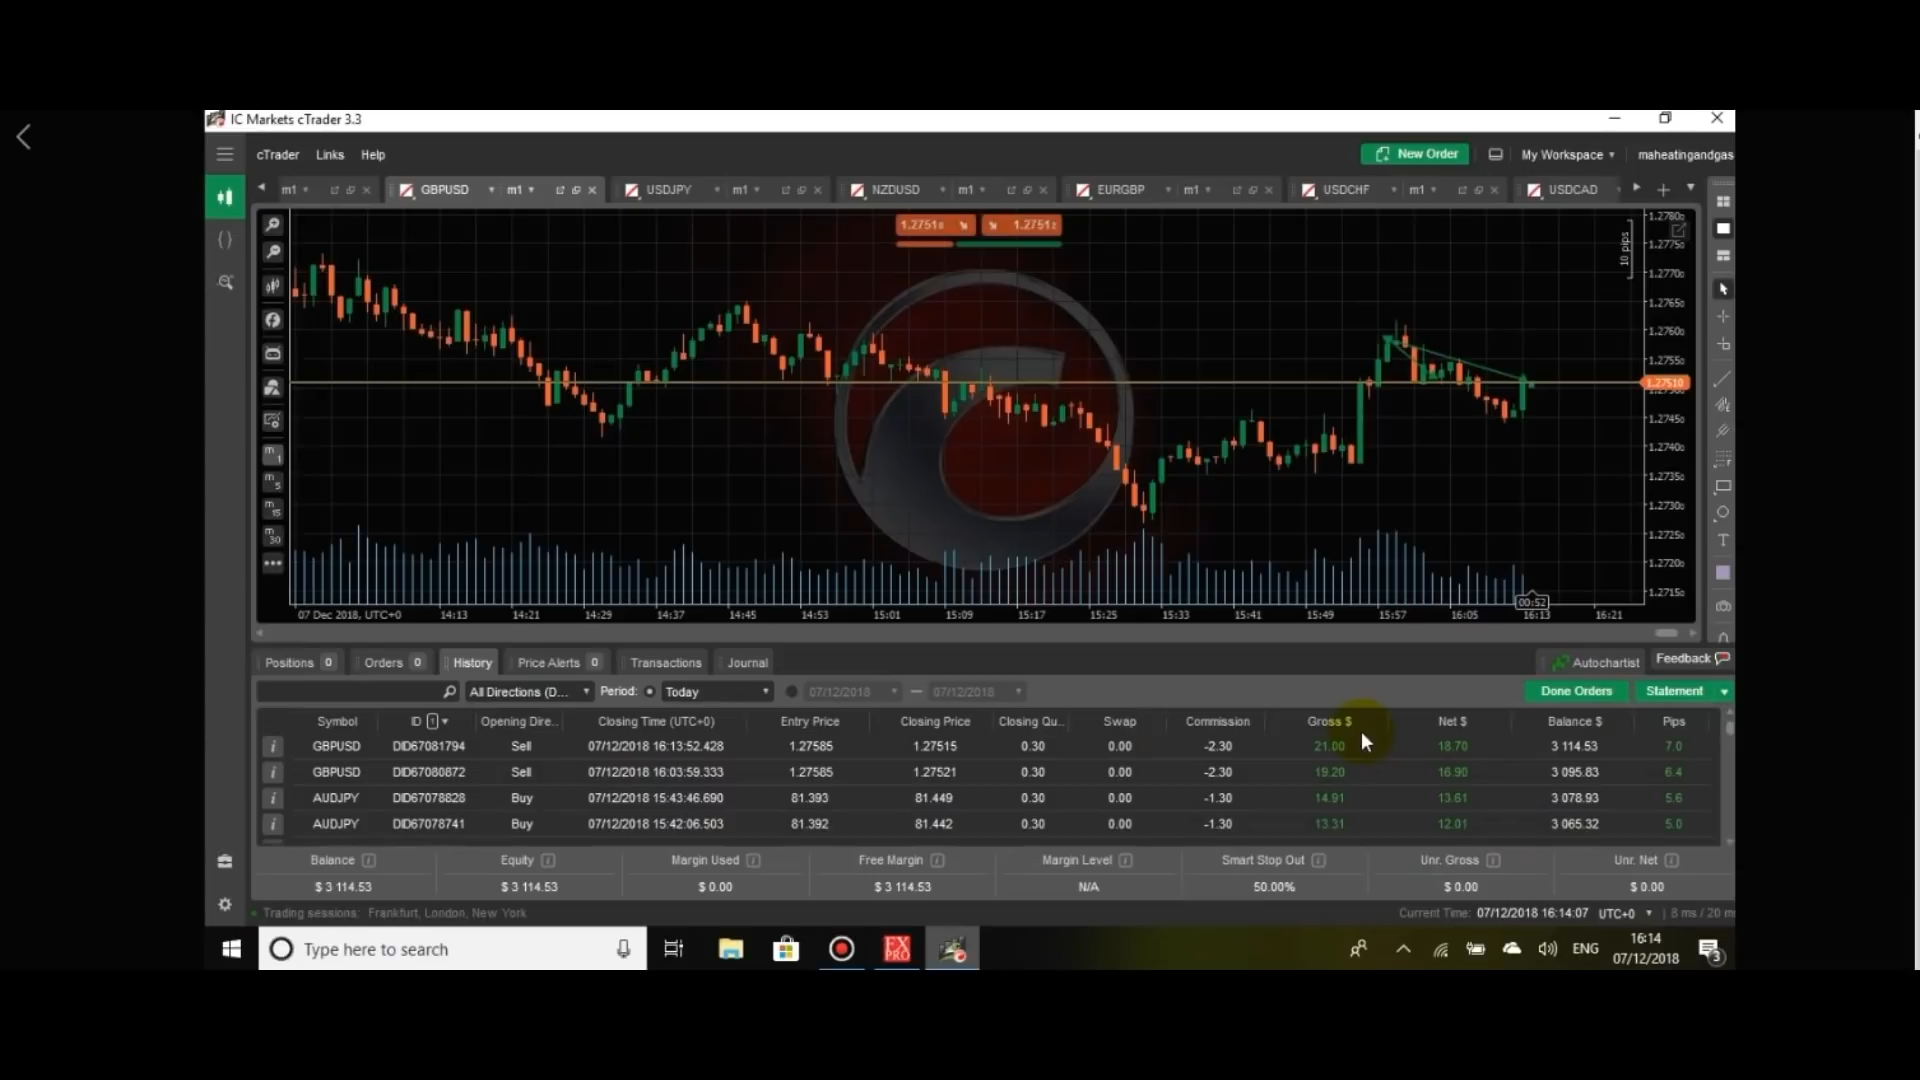 IC Markets cTrader 3.3
cTrader Links Help New Order My Workspace maheatingandgas
m1 GBPUSD m1 USDJPY m1 NZDUSD m1 EURGBP m1 USDCHF m1 USDCAD
1.27510 1.27512
10 pips
1.27800
1.27750
1.27700
1.27650
1.27600
1.27550
1.27510
1.27450
1.27400
1.27350
1.27300
1.27250
1.27200
1.27150
m1
m5
m15
m30
00:52
07 Dec 2018, UTC+0 14:13 14:21 14:29 14:37 14:45 14:53 15:01 15:09 15:17 15:25 15:33 15:41 15:49 15:57 16:05 16:13 16:21
Positions 0 Orders 0 History Price Alerts 0 Transactions Journal Autochartist Feedback
All Directions (D... Period: Today 07/12/2018 — 07/12/2018 Done Orders Statement
Symbol ID 1 Opening Dire... Closing Time (UTC+0) Entry Price Closing Price Closing Qu... Swap Commission Gross $ Net $ Balance $ Pips
GBPUSD DID67081794 Sell 07/12/2018 16:13:52.428 1.27585 1.27515 0.30 0.00 -2.30 21.00 18.70 3 114.53 7.0
GBPUSD DID67080872 Sell 07/12/2018 16:03:59.333 1.27585 1.27521 0.30 0.00 -2.30 19.20 16.90 3 095.83 6.4
AUDJPY DID67078828 Buy 07/12/2018 15:43:46.690 81.393 81.449 0.30 0.00 -1.30 14.91 13.61 3 078.93 5.6
AUDJPY DID67078741 Buy 07/12/2018 15:42:06.503 81.392 81.442 0.30 0.00 -1.30 13.31 12.01 3 065.32 5.0
Balance Equity Margin Used Free Margin Margin Level Smart Stop Out Unr. Gross Unr. Net
$ 3 114.53 $ 3 114.53 $ 0.00 $ 3 114.53 N/A 50.00% $ 0.00 $ 0.00
Trading sessions: Frankfurt, London, New York Current Time: 07/12/2018 16:14:07 UTC+0 8 ms / 20 m
Type here to search FX PRO ENG 16:14
07/12/2018 3